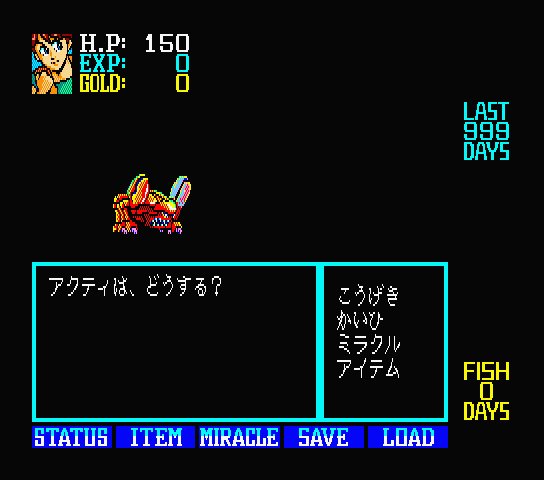 H.P: 150
EXP: 0
GOLD: 0
LAST
999
DAYS
アクティは、どうする?
こうげき
かいひ
ミラクル
アイテム
FISH
0
DAYS
STATUS ITEM MIRACLE SAVE LOAD